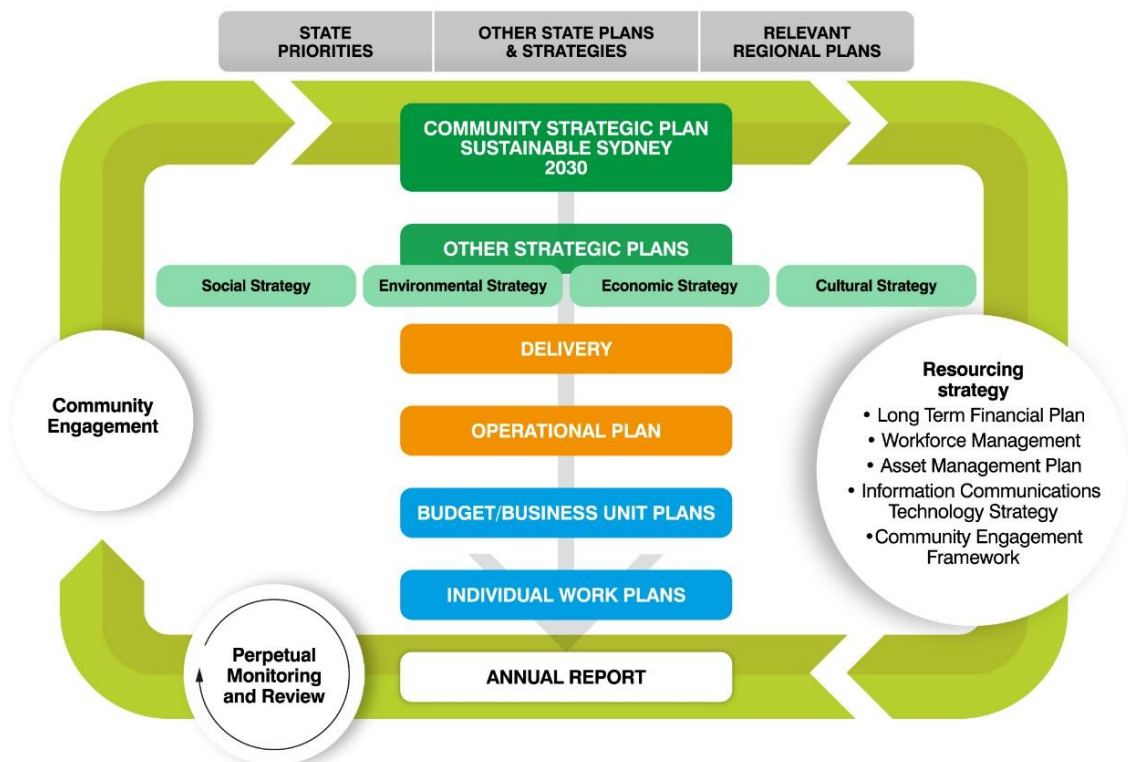 STATE
PRIORITIES
OTHER STATE PLANS
& STRATEGIES
RELEVANT
REGIONAL PLANS
COMMUNITY STRATEGIC PLAN
SUSTAINABLE SYDNEY
2030
OTHER STRATEGIC PLANS
Social Strategy
Environmental Strategy
Economic Strategy
Cultural Strategy
DELIVERY
OPERATIONAL PLAN
BUDGET/BUSINESS UNIT PLANS
INDIVIDUAL WORK PLANS
ANNUAL REPORT
Community
Engagement
Resourcing
strategy
• Long Term Financial Plan
• Workforce Management
• Asset Management Plan
• Information Communications
Technology Strategy
•Community Engagement
Framework
Perpetual
Monitoring
and Review